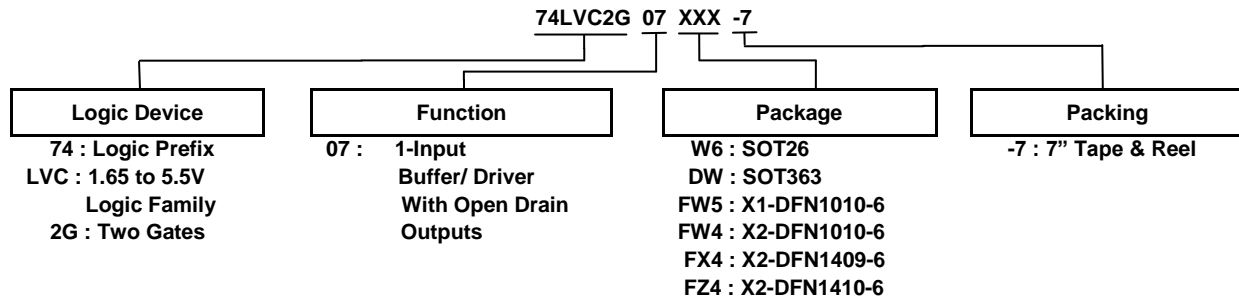 74LVC2G 07 XXX -7
Logic Device
74 : Logic Prefix
LVC : 1.65 to 5.5V
Logic Family
2G : Two Gates
Function
07 : 1-Input
Buffer/ Driver
With Open Drain
Outputs
Package
W6 : SOT26
DW : SOT363
FW5 : X1-DFN1010-6
FW4 : X2-DFN1010-6
FX4 : X2-DFN1409-6
FZ4 : X2-DFN1410-6
Packing
-7 : 7” Tape & Reel